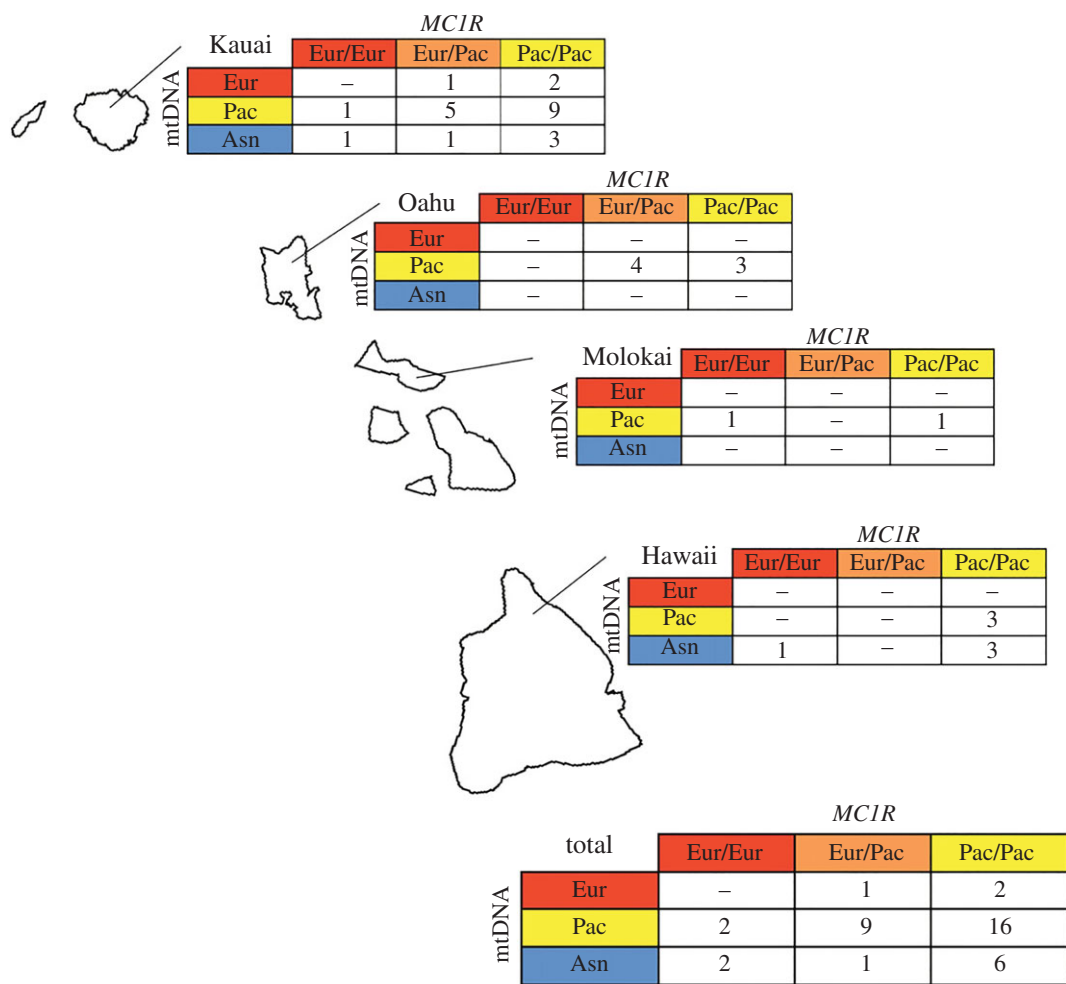 MC1R
Kauai Eur/Eur Eur/Pac Pac/Pac
mtDNA
Eur – 1 2
Pac 1 5 9
Asn 1 1 3
MC1R
Oahu Eur/Eur Eur/Pac Pac/Pac
mtDNA
Eur – – –
Pac – 4 3
Asn – – –
MC1R
Molokai Eur/Eur Eur/Pac Pac/Pac
mtDNA
Eur – – –
Pac 1 – 1
Asn – – –
MC1R
Hawaii Eur/Eur Eur/Pac Pac/Pac
mtDNA
Eur – – –
Pac – – 3
Asn 1 – 3
MC1R
total Eur/Eur Eur/Pac Pac/Pac
mtDNA
Eur – 1 2
Pac 2 9 16
Asn 2 1 6